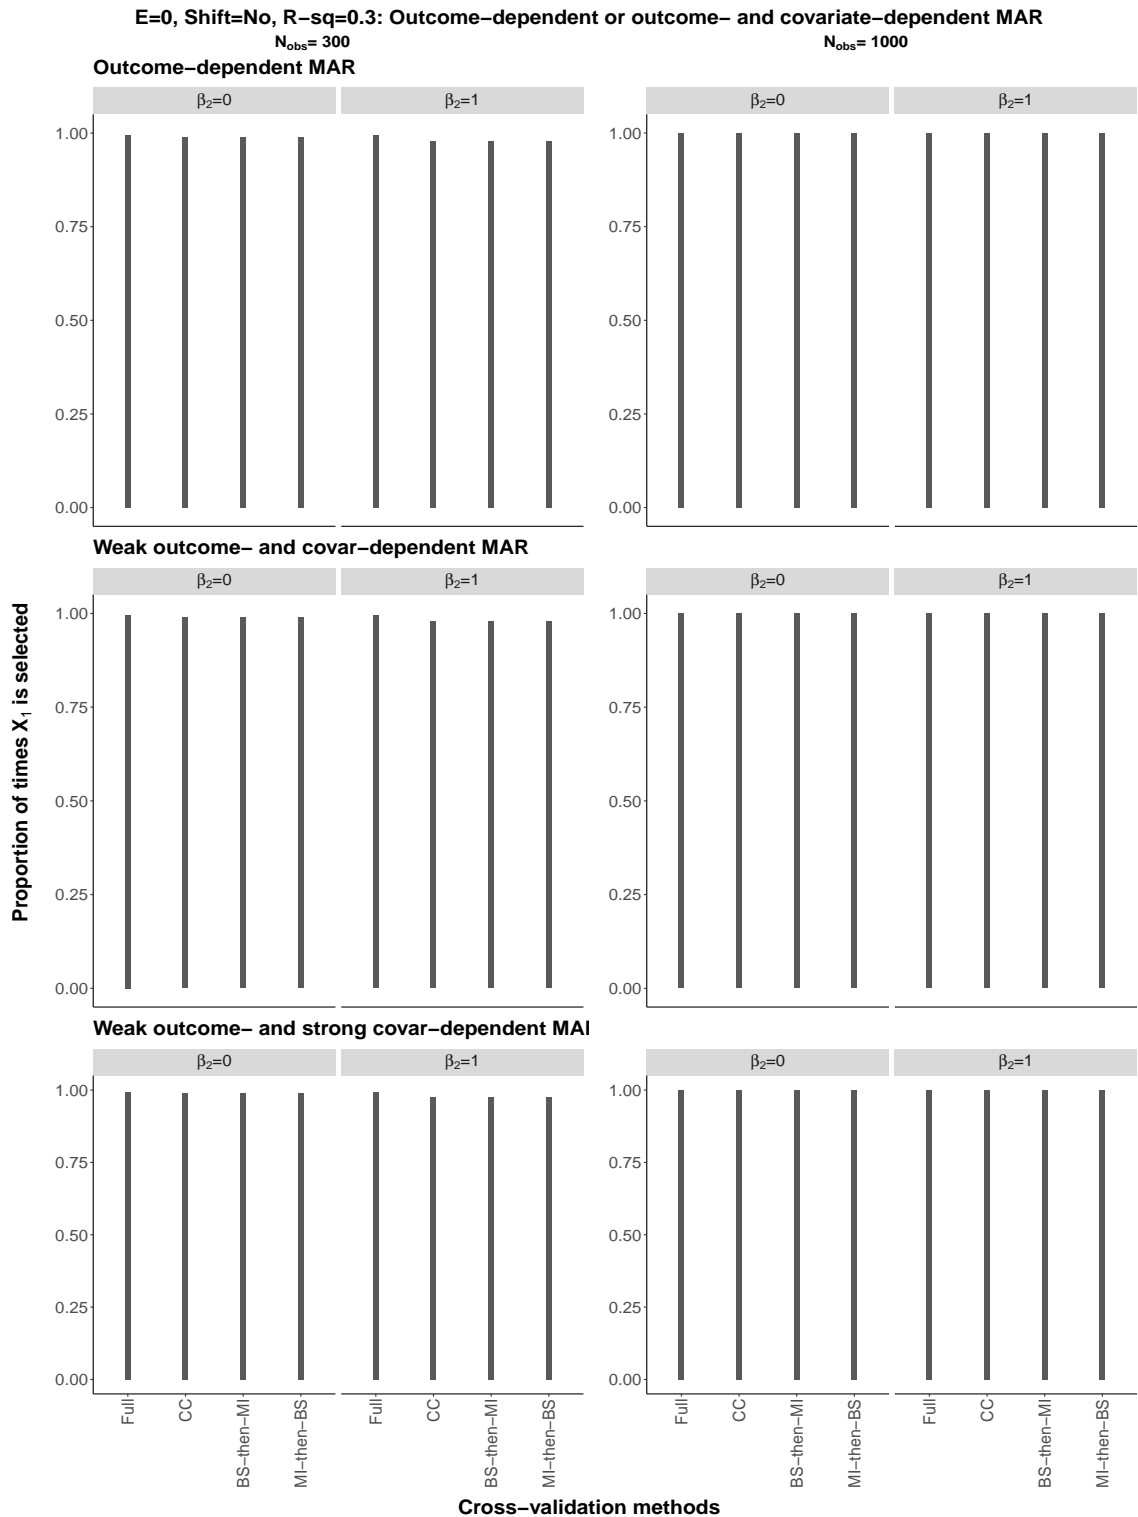 E=0, Shift=No, R−sq=0.3: Outcome−dependent or outcome− and covariate−dependent MAR
Nobs= 300
Nobs= 1000
Outcome−dependent MAR
β2=0
β2=1
β2=0
β2=1
1.00
0.75
0.50
0.25
0.00
1.00
0.75
0.50
0.25
0.00
Weak outcome− and covar−dependent MAR
β2=0
β2=1
β2=0
β2=1
1.00
0.75
0.50
0.25
0.00
1.00
0.75
0.50
0.25
0.00
Proportion of times X1 is selected
Weak outcome− and strong covar−dependent MAI
β2=0
β2=1
β2=0
β2=1
1.00
0.75
0.50
0.25
0.00
1.00
0.75
0.50
0.25
0.00
Full
CC
BS−then−MI
MI−then−BS
Full
CC
BS−then−MI
MI−then−BS
Full
CC
BS−then−MI
MI−then−BS
Full
CC
BS−then−MI
MI−then−BS
Cross−validation methods